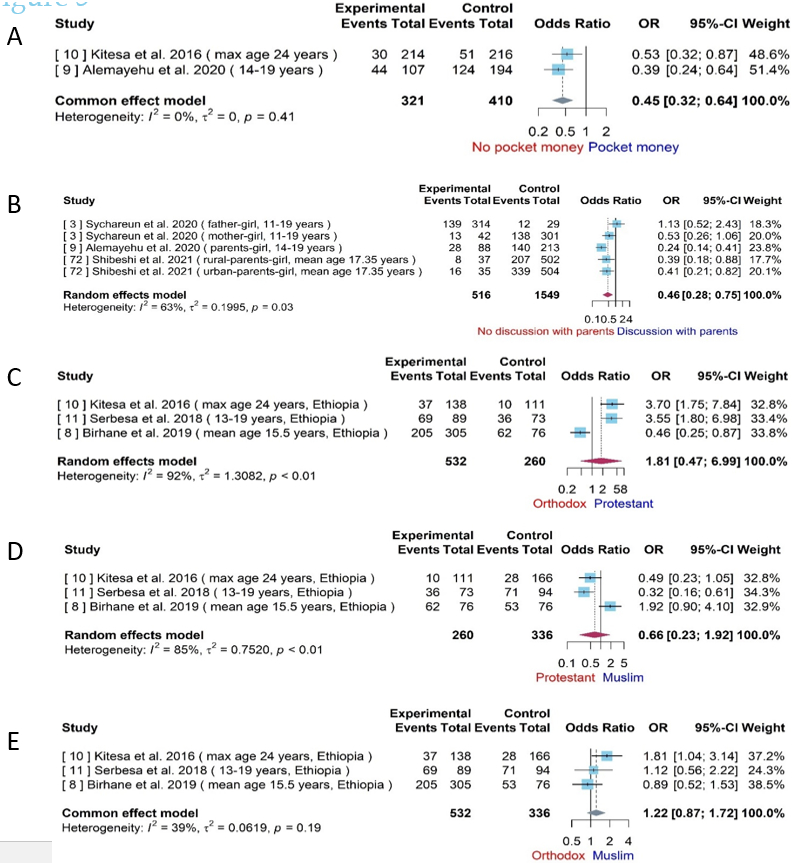 A
Experimental Control
Study Events Total Events Total Odds Ratio OR 95%-CI Weight
[ 10 ] Kitesa et al. 2016 ( max age 24 years ) 30 214 51 216 0.53 [0.32; 0.87] 48.6%
[ 9 ] Alemayehu et al. 2020 ( 14-19 years ) 44 107 124 194 0.39 [0.24; 0.64] 51.4%
Common effect model 321 410 0.45 [0.32; 0.64] 100.0%
Heterogeneity: I² = 0%, τ² = 0, p = 0.41
0.2 0.5 1 2
No pocket money Pocket money
B
Experimental Control
Study Events Total Events Total Odds Ratio OR 95%-CI Weight
[ 3 ] Sychareun et al. 2020 ( father-girl, 11-19 years ) 139 314 12 29 1.13 [0.52; 2.43] 18.3%
[ 3 ] Sychareun et al. 2020 ( mother-girl, 11-19 years ) 13 42 138 301 0.53 [0.26; 1.06] 20.0%
[ 9 ] Alemayehu et al. 2020 ( parents-girl, 14-19 years ) 28 88 140 213 0.24 [0.14; 0.41] 23.8%
[ 72 ] Shibeshi et al. 2021 ( rural-parents-girl, mean age 17.35 years ) 8 37 207 502 0.39 [0.18; 0.88] 17.7%
[ 72 ] Shibeshi et al. 2021 ( urban-parents-girl, mean age 17.35 years ) 16 35 339 504 0.41 [0.21; 0.82] 20.1%
Random effects model 516 1549 0.46 [0.28; 0.75] 100.0%
Heterogeneity: I² = 63%, τ² = 0.1995, p = 0.03
0.1 0.5 2 4
No discussion with parents Discussion with parents
C
Experimental Control
Study Events Total Events Total Odds Ratio OR 95%-CI Weight
[ 10 ] Kitesa et al. 2016 ( max age 24 years, Ethiopia ) 37 138 10 111 3.70 [1.75; 7.84] 32.8%
[ 11 ] Serbesa et al. 2018 ( 13-19 years, Ethiopia ) 69 89 36 73 3.55 [1.80; 6.98] 33.4%
[ 8 ] Birhane et al. 2019 ( mean age 15.5 years, Ethiopia ) 205 305 62 76 0.46 [0.25; 0.87] 33.8%
Random effects model 532 260 1.81 [0.47; 6.99] 100.0%
Heterogeneity: I² = 92%, τ² = 1.3082, p < 0.01
0.2 1 2 5 8
Orthodox Protestant
D
Experimental Control
Study Events Total Events Total Odds Ratio OR 95%-CI Weight
[ 10 ] Kitesa et al. 2016 ( max age 24 years, Ethiopia ) 10 111 28 166 0.49 [0.23; 1.05] 32.8%
[ 11 ] Serbesa et al. 2018 ( 13-19 years, Ethiopia ) 36 73 71 94 0.32 [0.16; 0.61] 34.3%
[ 8 ] Birhane et al. 2019 ( mean age 15.5 years, Ethiopia ) 62 76 53 76 1.92 [0.90; 4.10] 32.9%
Random effects model 260 336 0.66 [0.23; 1.92] 100.0%
Heterogeneity: I² = 85%, τ² = 0.7520, p < 0.01
0.1 0.5 2 5
Protestant Muslim
E
Experimental Control
Study Events Total Events Total Odds Ratio OR 95%-CI Weight
[ 10 ] Kitesa et al. 2016 ( max age 24 years, Ethiopia ) 37 138 28 166 1.81 [1.04; 3.14] 37.2%
[ 11 ] Serbesa et al. 2018 ( 13-19 years, Ethiopia ) 69 89 71 94 1.12 [0.56; 2.22] 24.3%
[ 8 ] Birhane et al. 2019 ( mean age 15.5 years, Ethiopia ) 205 305 53 76 0.89 [0.52; 1.53] 38.5%
Common effect model 532 336 1.22 [0.87; 1.72] 100.0%
Heterogeneity: I² = 39%, τ² = 0.0619, p = 0.19
0.5 1 2 4
Orthodox Muslim